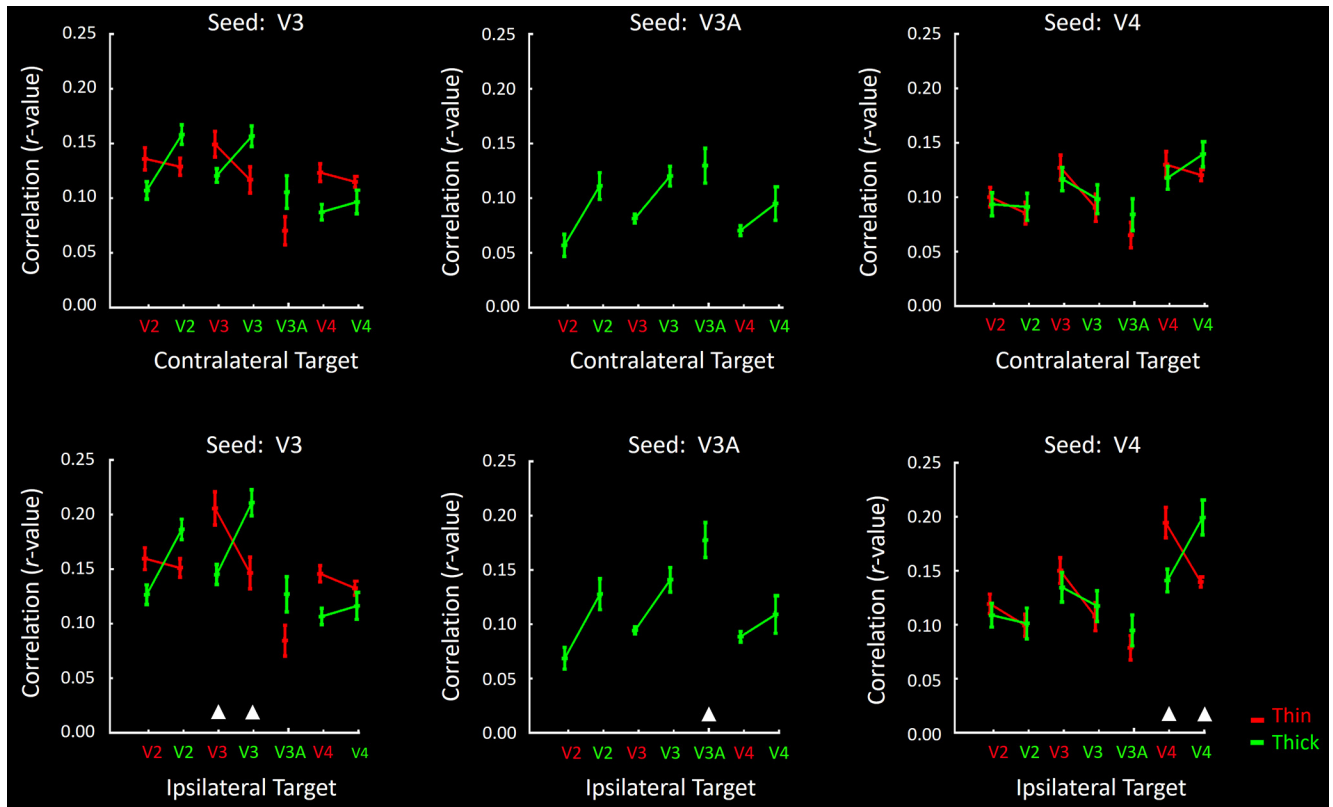 Seed: V3
Correlation (r-value)
0.25
0.20
0.15
0.10
0.05
0.00
V2 V2 V3 V3 V3A V4 V4
Contralateral Target
Seed: V3A
Correlation (r-value)
0.25
0.20
0.15
0.10
0.05
0.00
V2 V2 V3 V3 V3A V4 V4
Contralateral Target
Seed: V4
Correlation (r-value)
0.25
0.20
0.15
0.10
0.05
0.00
V2 V2 V3 V3 V3A V4 V4
Contralateral Target
Seed: V3
Correlation (r-value)
0.25
0.20
0.15
0.10
0.05
0.00
V2 V2 V3 V3 V3A V4 V4
Ipsilateral Target
Seed: V3A
Correlation (r-value)
0.25
0.20
0.15
0.10
0.05
0.00
V2 V2 V3 V3 V3A V4 V4
Ipsilateral Target
Seed: V4
Correlation (r-value)
0.25
0.20
0.15
0.10
0.05
0.00
V2 V2 V3 V3 V3A V4 V4
Ipsilateral Target
Thin
Thick